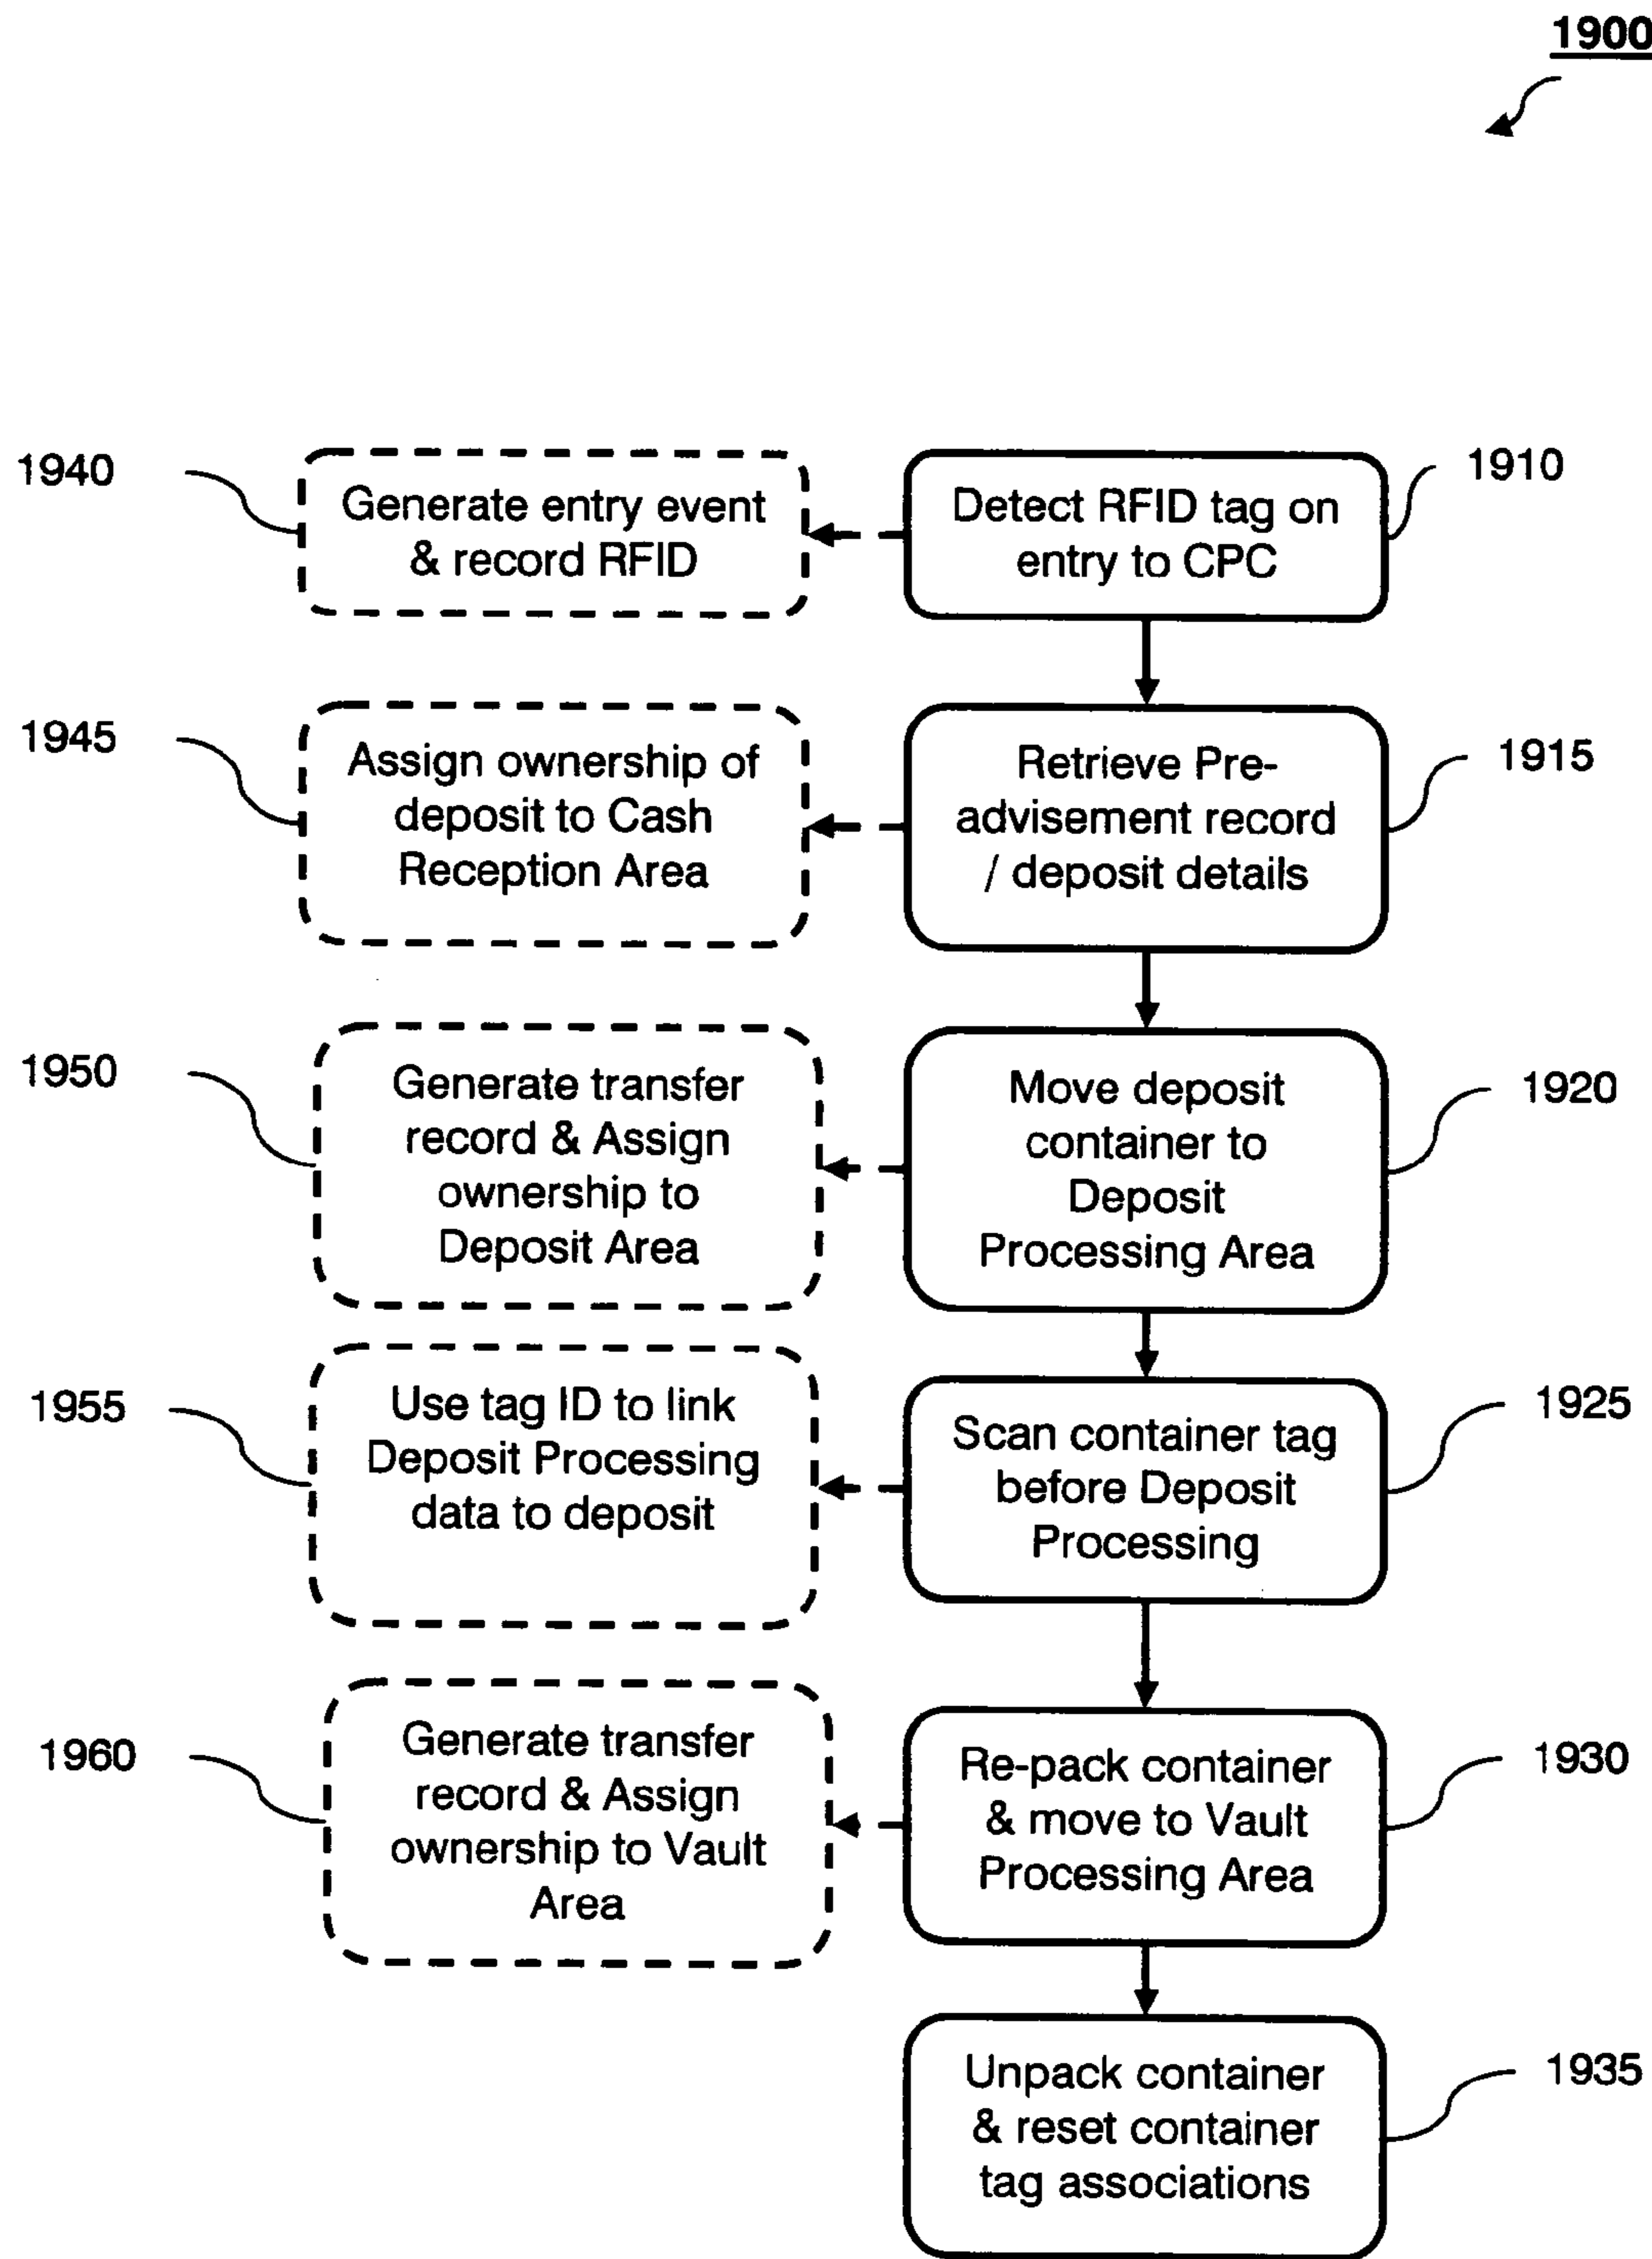 1900
1940
Generate entry event
& record RFID
Detect RFID tag on
entry to CPC
1910
1945
Assign ownership of
deposit to Cash
Reception Area
Retrieve Pre-
advisement record
/ deposit details
1915
1950
Generate transfer
record & Assign
ownership to
Deposit Area
Move deposit
container to
Deposit
Processing Area
1920
1955
Use tag ID to link
Deposit Processing
data to deposit
Scan container tag
before Deposit
Processing
1925
1960
Generate transfer
record & Assign
ownership to Vault
Area
Re-pack container
& move to Vault
Processing Area
1930
Unpack container
& reset container
tag associations
1935